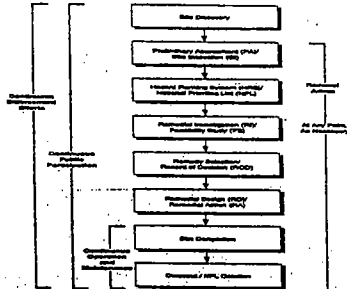 Site Discovery
Preliminary Assessment (PA)/
Site Inspection (SI)
Hazard Ranking System (HRS)/
National Priorities List (NPL)
Remedial Investigation (RI)/
Feasibility Study (FS)
Remedy Selection/
Record of Decision (ROD)
Remedial Design (RD)/
Remedial Action (RA)
Site Completion
Deletion
Continuous
Enforcement
Efforts
Continuous
Public
Participation
Continuous
Operation
and
Maintenance
Removal
Action
At Any Point,
As Necessary